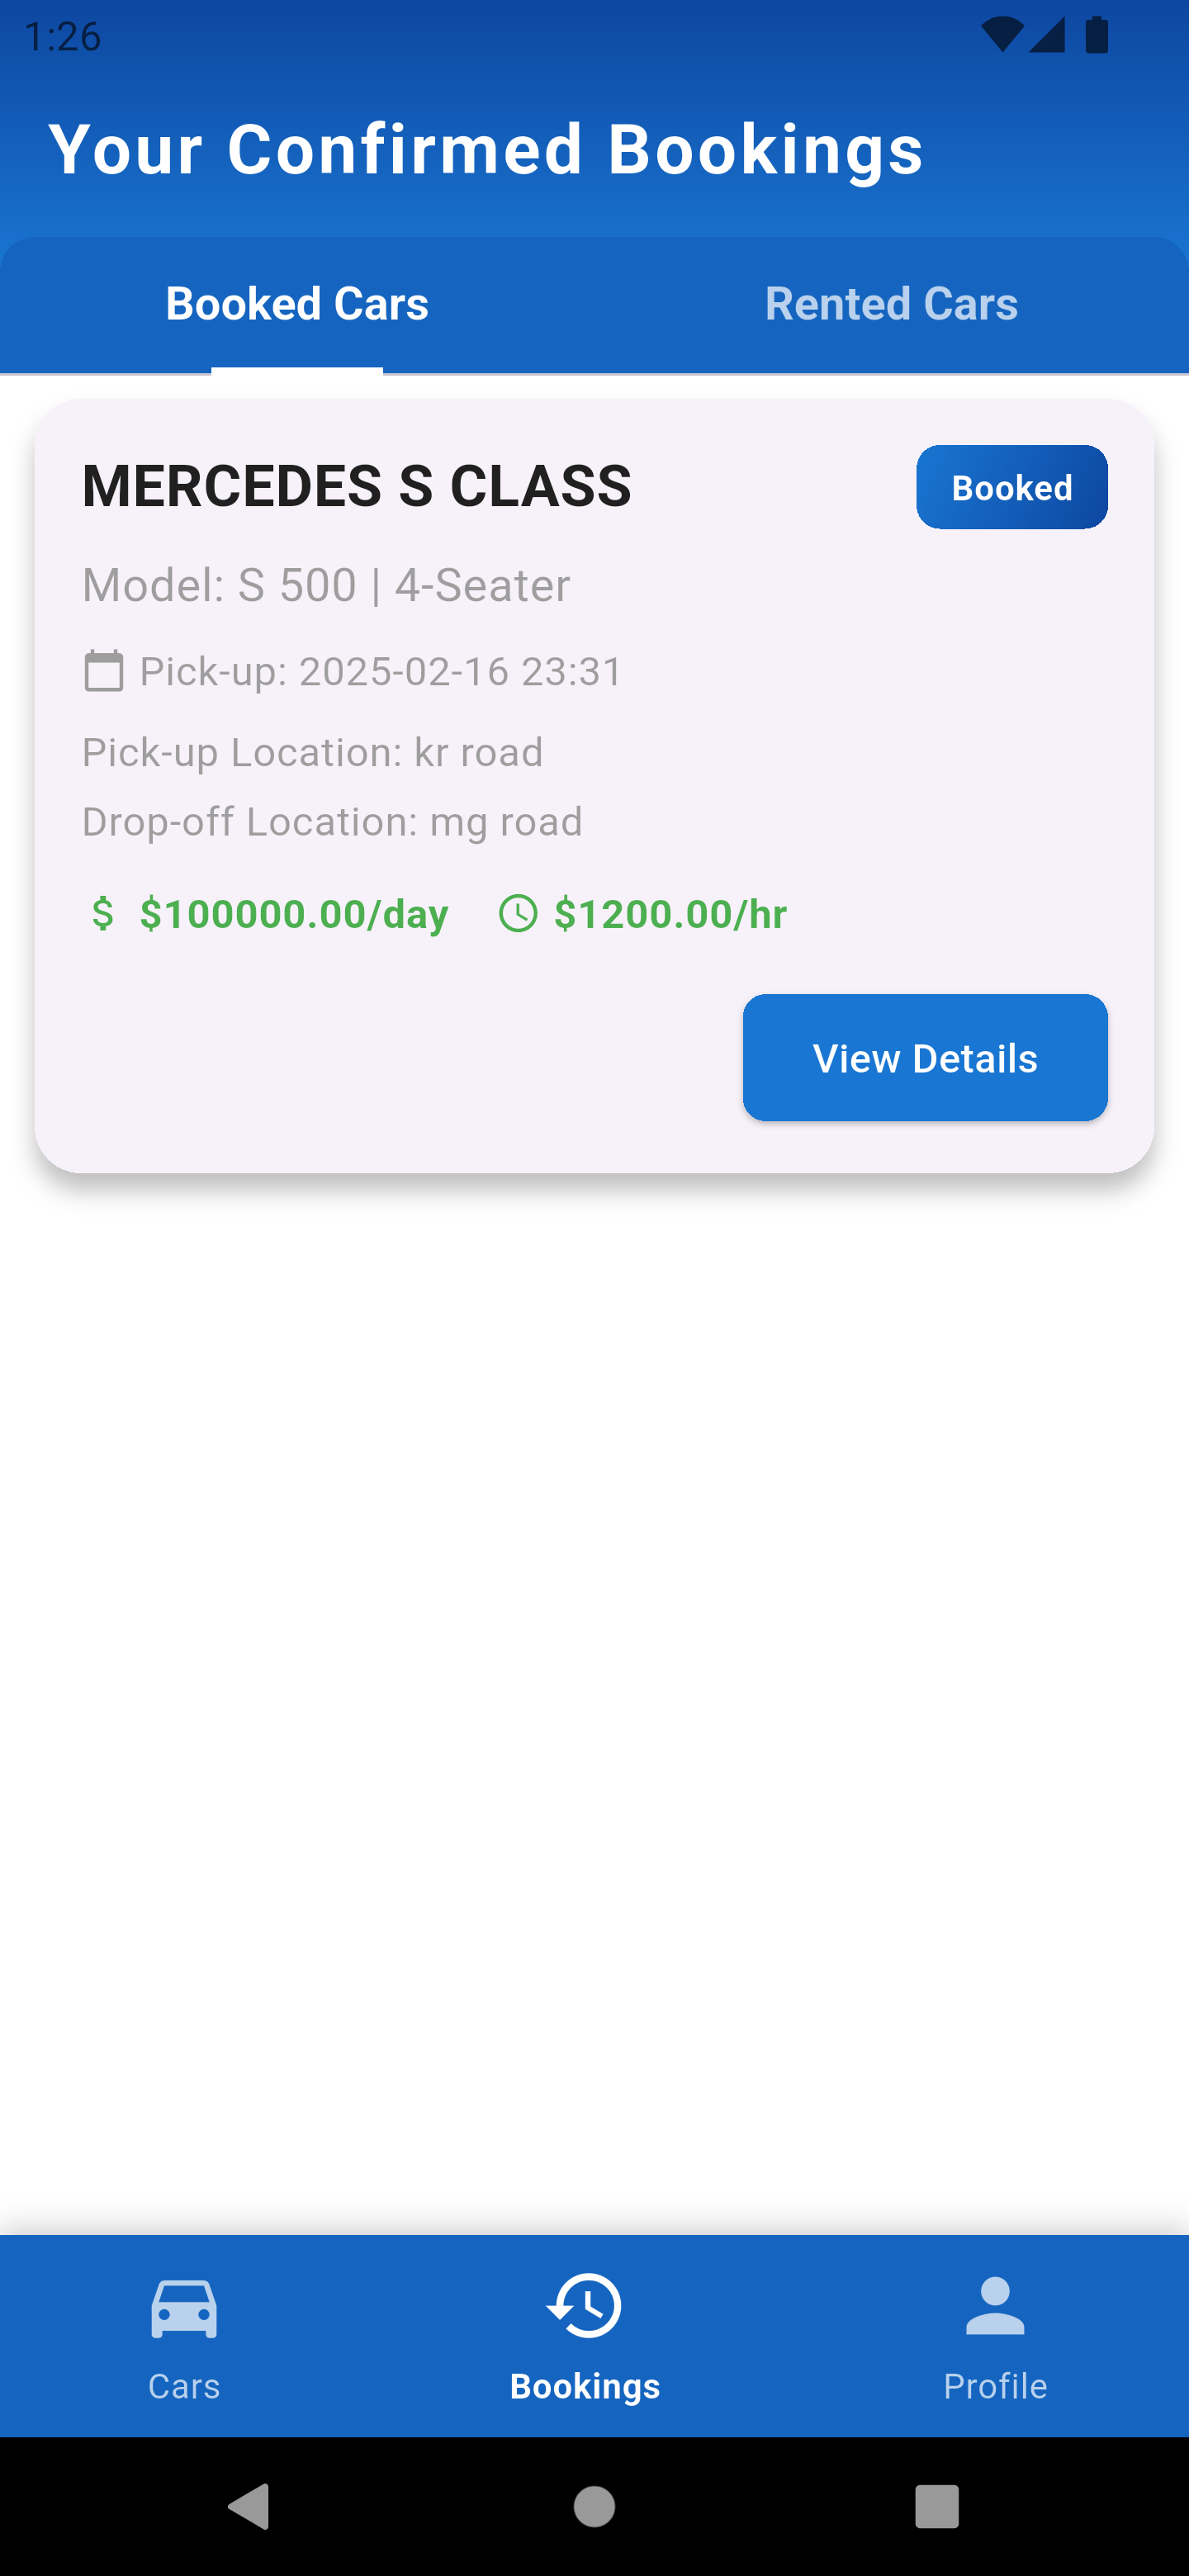 1:26
Your Confirmed Bookings
Booked Cars
Rented Cars
MERCEDES S CLASS
Booked
Model: S 500 | 4-Seater
Pick-up: 2025-02-16 23:31
Pick-up Location: kr road
Drop-off Location: mg road
$ $100000.00/day $1200.00/hr
View Details
Cars
Bookings
Profile